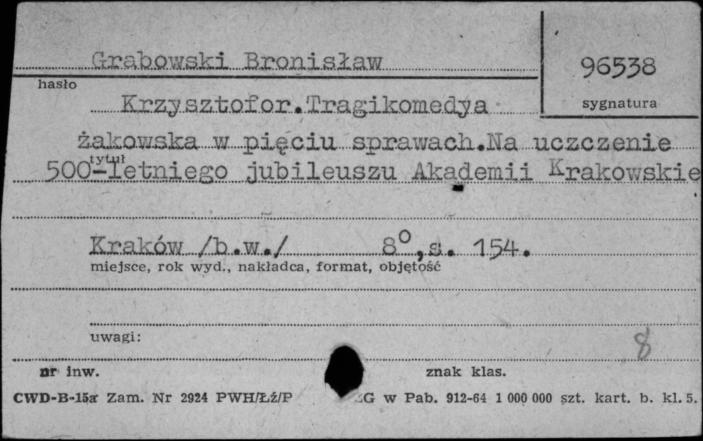 Grabowski Bronisław
96538
hasło
sygnatura
Krzysztofor.Tragikomedya
żakowska w pięciu sprawach.Na uczczenie
tytuł
500-letniego jubileuszu Akademii Krakowskie
Kraków /b.w./ 8°,s. 154.
miejsce, rok wyd., nakładca, format, objętość
uwagi:
8
nr inw.
znak klas.
CWD-B-15a Zam. Nr 2924 PWH/Łź/P G w Pab. 912-64 1 000 000 szt. kart. b. kl. 5.